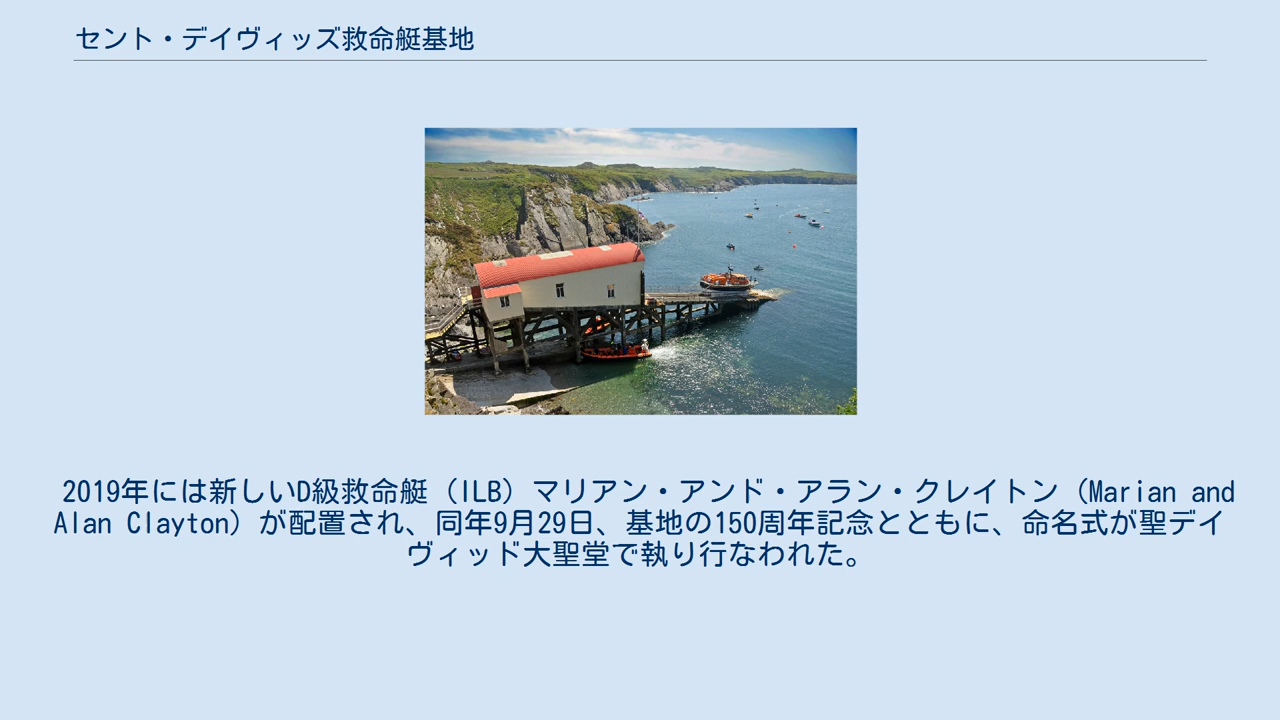 セント・デイヴィッズ救命艇基地
2019年には新しいD級救命艇（ILB）マリアン・アンド・アラン・クレイトン（Marian and
Alan Clayton）が配置され、同年9月29日、基地の150周年記念とともに、命名式が聖デイ
ヴィッド大聖堂で執り行なわれた。